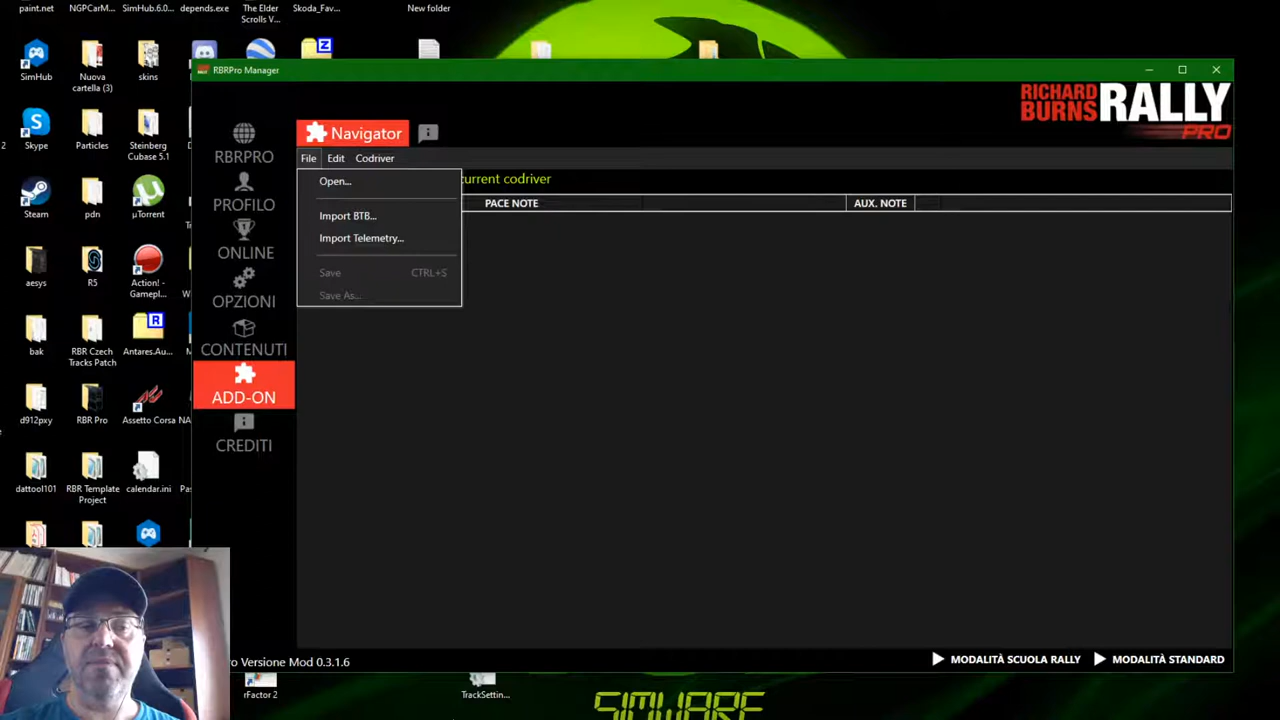 paint.net
NGPCarM...
SimHub.6.0...
depends.exe
The Elder
Scrolls V...
Skoda_Fav...
New folder
SimHub
Nuova
cartella (3)
skins
RBRPro Manager
RICHARD
BURNS RALLY
PRO
Skype
Particles
Steinberg
Cubase 5.1
Steam
pdn
µTorrent
aesys
R5
Action! -
Gamepl...
bak
RBR Czech
Tracks Patch
Antares.Au...
d912pxy
RBR Pro
Assetto Corsa
dattool101
RBR Template
Project
calendar.ini
RBRPRO
PROFILO
ONLINE
OPZIONI
CONTENUTI
ADD-ON
CREDITI
Navigator
File Edit Codriver
current codriver
PACE NOTE AUX. NOTE
Open...
Import BTB...
Import Telemetry...
Save CTRL+S
Save As...
Versione Mod 0.3.1.6
MODALITÀ SCUOLA RALLY MODALITÀ STANDARD
rFactor 2
TrackSettin...
SIMWARE